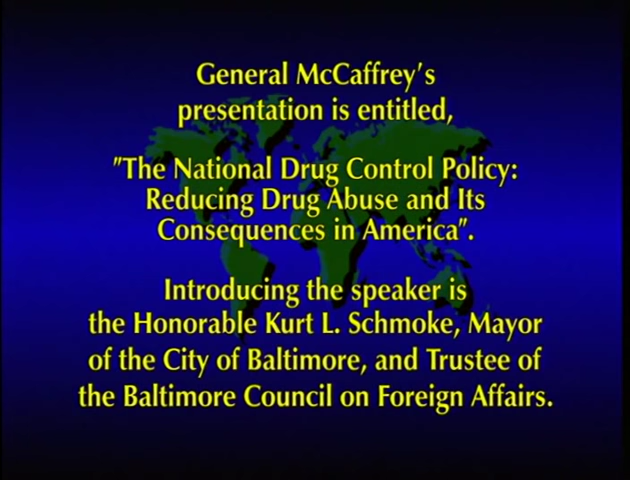 General McCaffrey's
presentation is entitled,
"The National Drug Control Policy:
Reducing Drug Abuse and Its
Consequences in America".
Introducing the speaker is
the Honorable Kurt L. Schmoke, Mayor
of the City of Baltimore, and Trustee of
the Baltimore Council on Foreign Affairs.